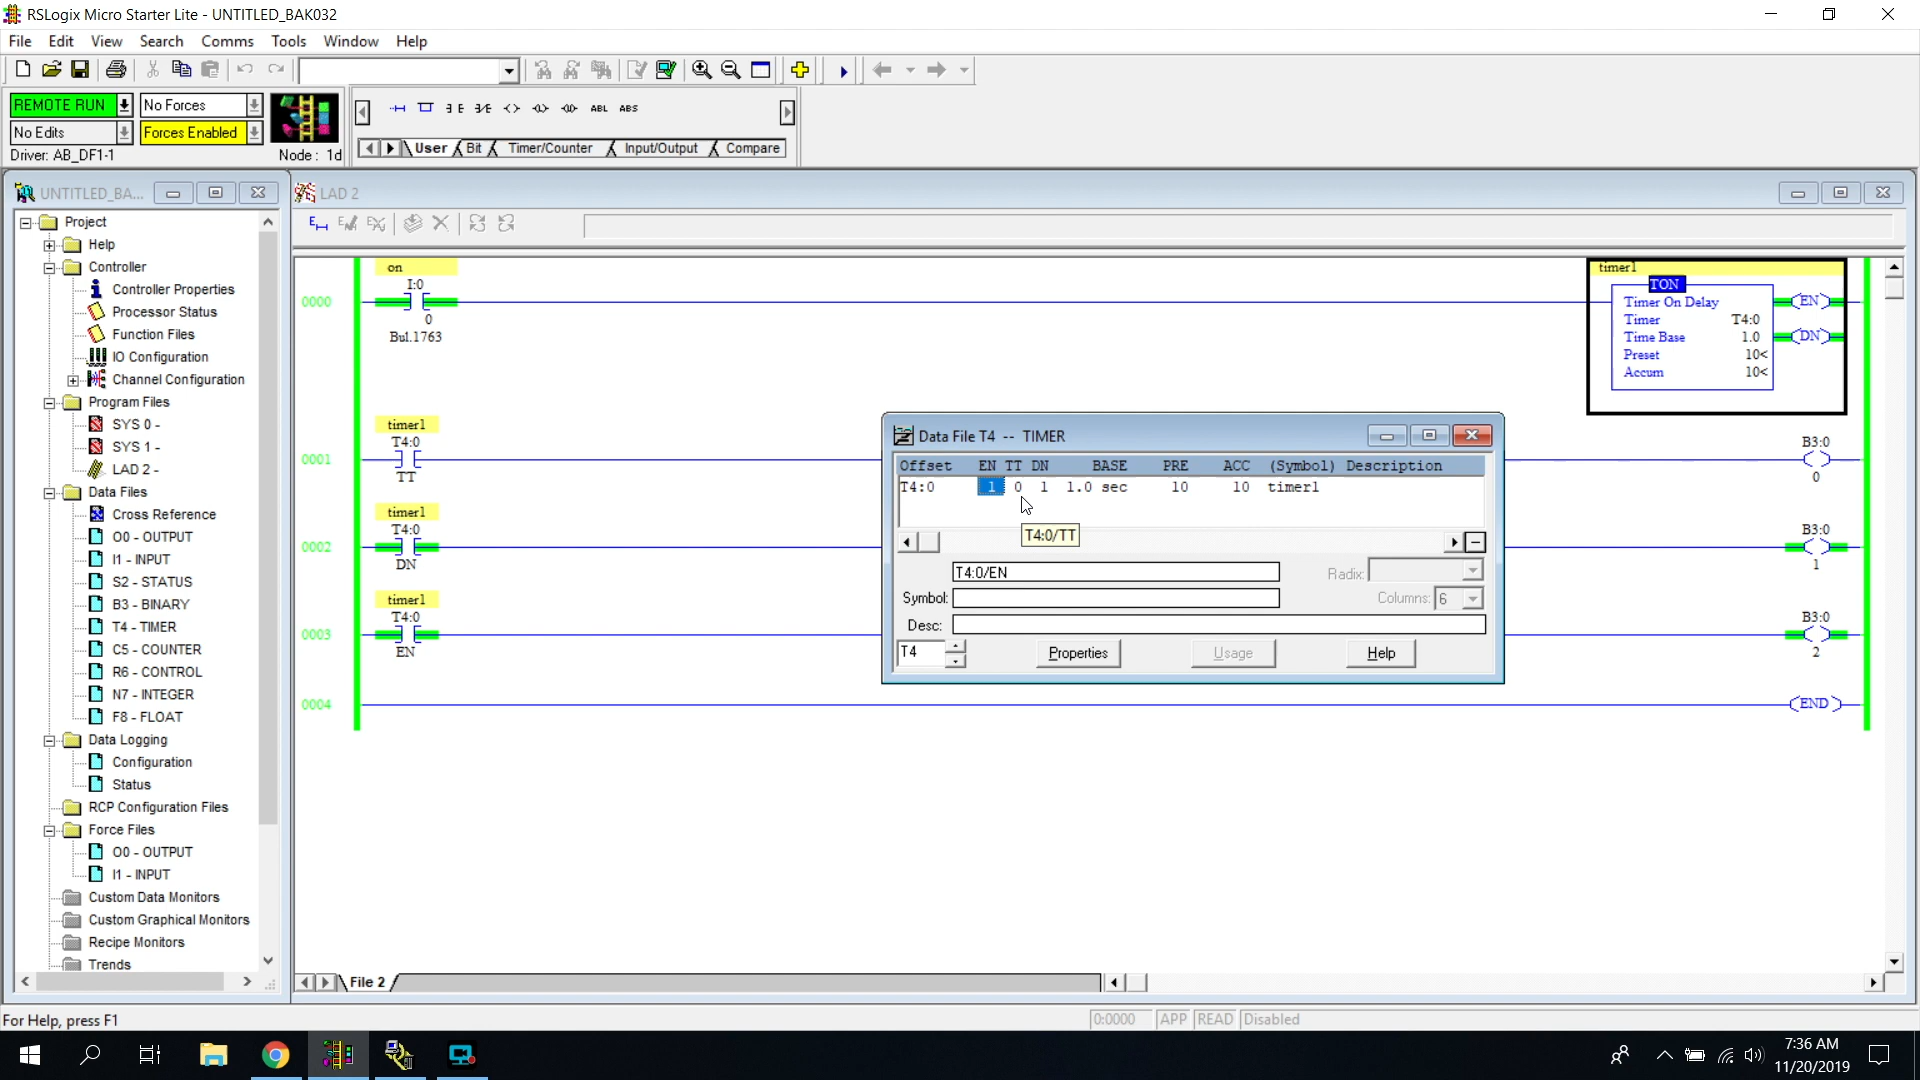 RSLogix Micro Starter Lite - UNTITLED_BAK032
File Edit View Search Comms Tools Window Help
REMOTE RUN No Forces
No Edits Forces Enabled
Driver: AB_DF1-1 Node : 1d
ABL ABS
User Bit Timer/Counter Input/Output Compare
UNTITLED_BA...
Project
Help
Controller
Controller Properties
Processor Status
Function Files
IO Configuration
Channel Configuration
Program Files
SYS 0 -
SYS 1 -
LAD 2 -
Data Files
Cross Reference
O0 - OUTPUT
I1 - INPUT
S2 - STATUS
B3 - BINARY
T4 - TIMER
C5 - COUNTER
R6 - CONTROL
N7 - INTEGER
F8 - FLOAT
Data Logging
Configuration
Status
RCP Configuration Files
Force Files
O0 - OUTPUT
I1 - INPUT
Custom Data Monitors
Custom Graphical Monitors
Recipe Monitors
Trends
LAD 2
on
I:0
0000
0
Bul.1763
timer1
TON
Timer On Delay
Timer T4:0
Time Base 1.0
Preset 10<
Accum 10<
EN
DN
timer1
T4:0
0001
TT
B3:0
0
timer1
T4:0
0002
DN
B3:0
1
timer1
T4:0
0003
EN
B3:0
2
0004
END
Data File T4 -- TIMER
Offset EN TT DN BASE PRE ACC (Symbol) Description
T4:0 1 0 1 1.0 sec 10 10 timer1
T4:0/TT
T4:0/EN Radix:
Symbol: Columns: 6
Desc:
T4 Properties Usage Help
File 2
For Help, press F1 0:0000 APP READ Disabled
7:36 AM
11/20/2019